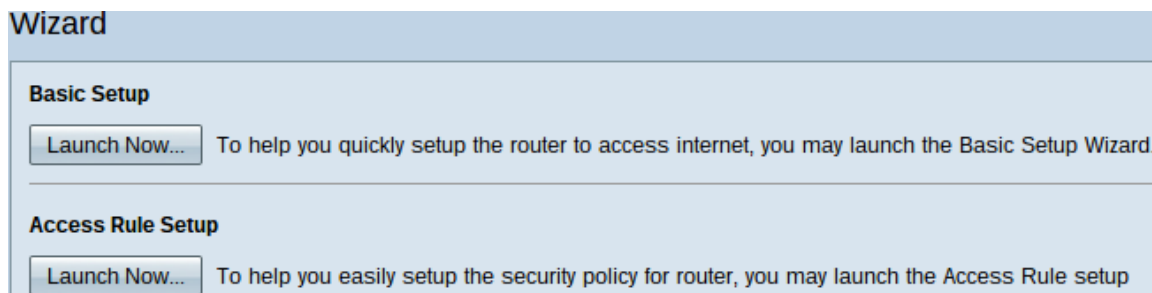 Wizard
Basic Setup
Launch Now... To help you quickly setup the router to access internet, you may launch the Basic Setup Wizard.
Access Rule Setup
Launch Now... To help you easily setup the security policy for router, you may launch the Access Rule setup